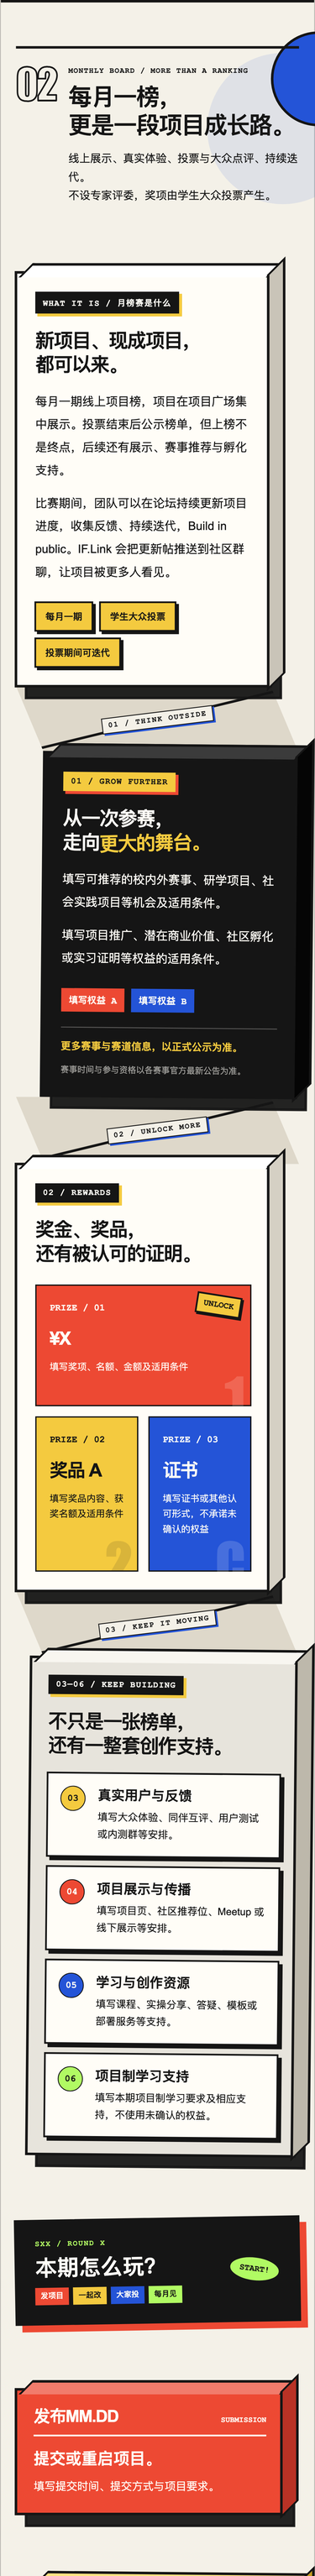 02
MONTHLY BOARD / MORE THAN A RANKING
每月一榜，
更是一段项目成长路。
线上展示、真实体验、投票与大众点评、持续迭
代。
不设专家评委，奖项由学生大众投票产生。
WHAT IT IS / 月榜赛是什么
新项目、现成项目，
都可以来。
每月一期线上项目榜，项目在项目广场集
中展示。投票结束后公示榜单，但上榜不
是终点，后续还有展示、赛事推荐与孵化
支持。
比赛期间，团队可以在论坛持续更新项目
进度，收集反馈、持续迭代，Build in
public。IF.Link 会把更新帖推送到社区群
聊，让项目被更多人看见。
每月一期
学生大众投票
投票期间可迭代
01 / THINK OUTSIDE
01 / GROW FURTHER
从一次参赛，
走向更大的舞台。
填写可推荐的校内外赛事、研学项目、社
会实践项目等机会及适用条件。
填写项目推广、潜在商业价值、社区孵化
或实习证明等权益的适用条件。
填写权益 A
填写权益 B
更多赛事与赛道信息，以正式公示为准。
赛事时间与参与资格以各赛事官方最新公告为准。
02 / UNLOCK MORE
02 / REWARDS
奖金、奖品，
还有被认可的证明。
PRIZE / 01
UNLOCK
¥X
填写奖项、名额、金额及适用条件
1
PRIZE / 02
奖品 A
填写奖品内容、获
奖名额及适用条件
2
PRIZE / 03
证书
填写证书或其他认
可形式，不承诺未
确认的权益
C
03 / KEEP IT MOVING
03—06 / KEEP BUILDING
不只是一张榜单，
还有一整套创作支持。
03
真实用户与反馈
填写大众体验、同伴互评、用户测试
或内测群等安排。
04
项目展示与传播
填写项目页、社区推荐位、Meetup 或
线下展示等安排。
05
学习与创作资源
填写课程、实操分享、答疑、模板或
部署服务等支持。
06
项目制学习支持
填写本期项目制学习要求及相应支
持，不使用未确认的权益。
SXX / ROUND X
本期怎么玩？
START!
发项目
一起改
大家投
每月见
发布MM.DD
SUBMISSION
提交或重启项目。
填写提交时间、提交方式与项目要求。